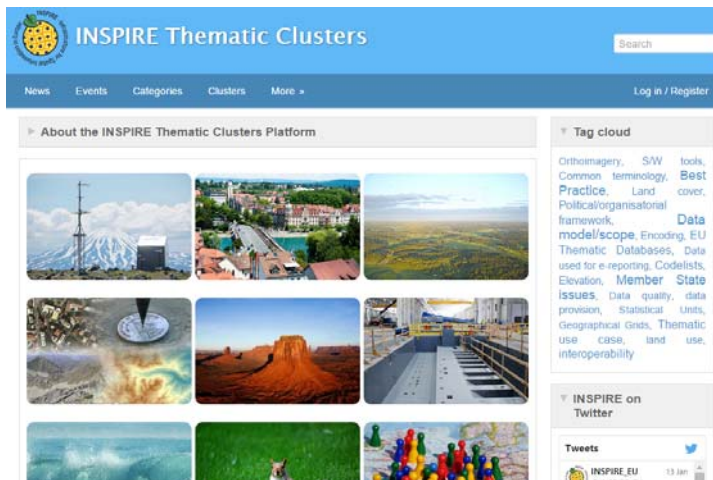 INSPIRE Thematic Clusters
Search
News Events Categories Clusters More »
Log in / Register
About the INSPIRE Thematic Clusters Platform
Tag cloud
Orthoimagery, S/W tools,
Common terminology, Best
Practice, Land cover,
Political/organisatorial
framework, Data
model/scope, Encoding, EU
Thematic Databases, Data
used for e-reporting, Codelists,
Elevation, Member State
issues, Data quality, data
provision, Statistical Units,
Geographical Grids, Thematic
use case, land use,
interoperability
INSPIRE on
Twitter
Tweets
INSPIRE_EU 13 Jan